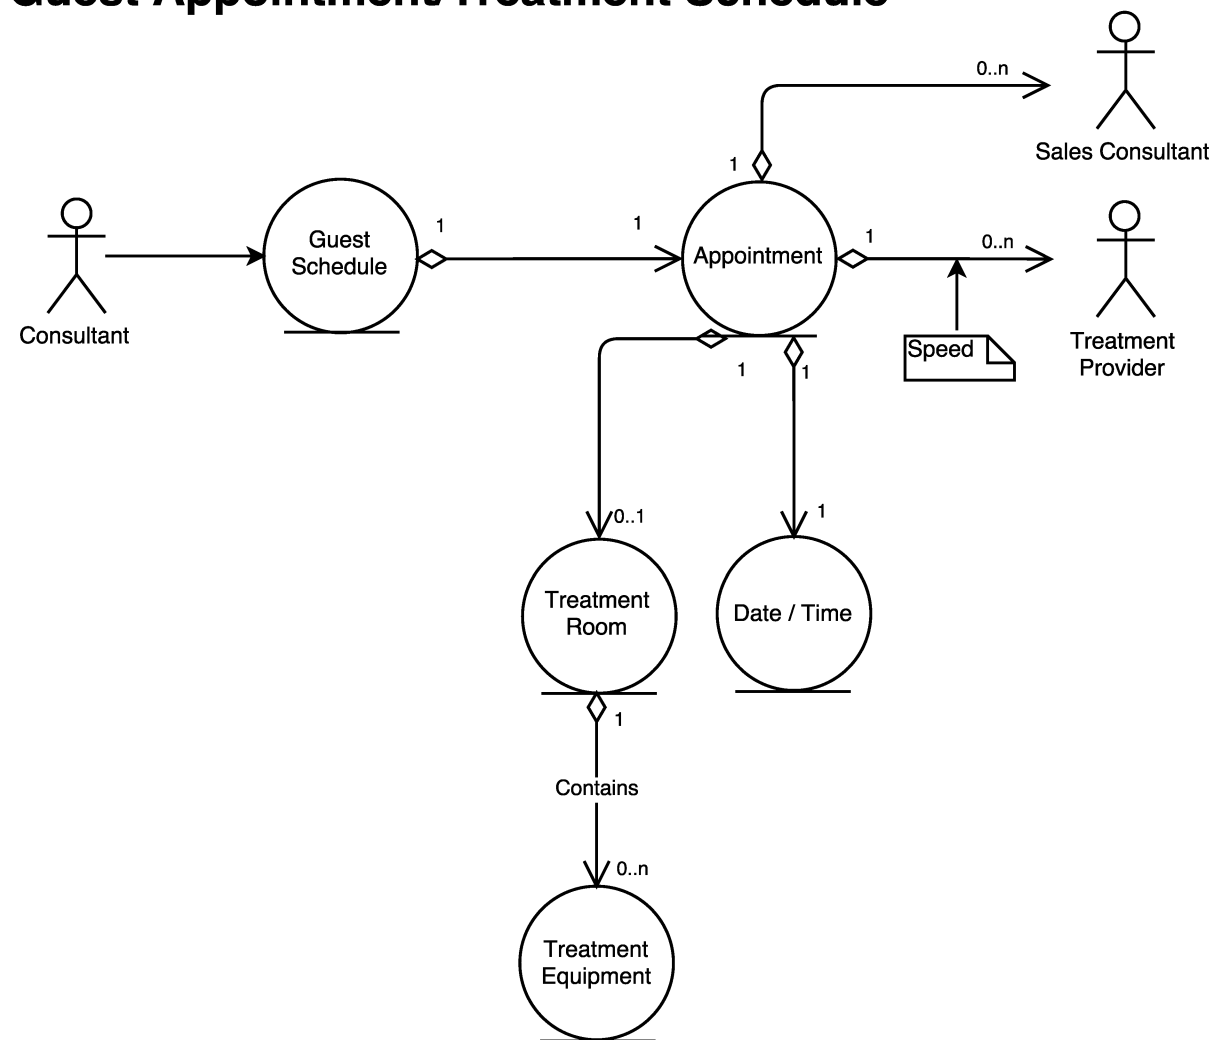 Guest Appointment/Treatment Schedule
0..n
Sales Consultant
1
Consultant
Guest
Schedule
1
1
Appointment
1
0..n
Treatment
Provider
Speed
1
1
0..1
1
Treatment
Room
Date / Time
1
Contains
0..n
Treatment
Equipment